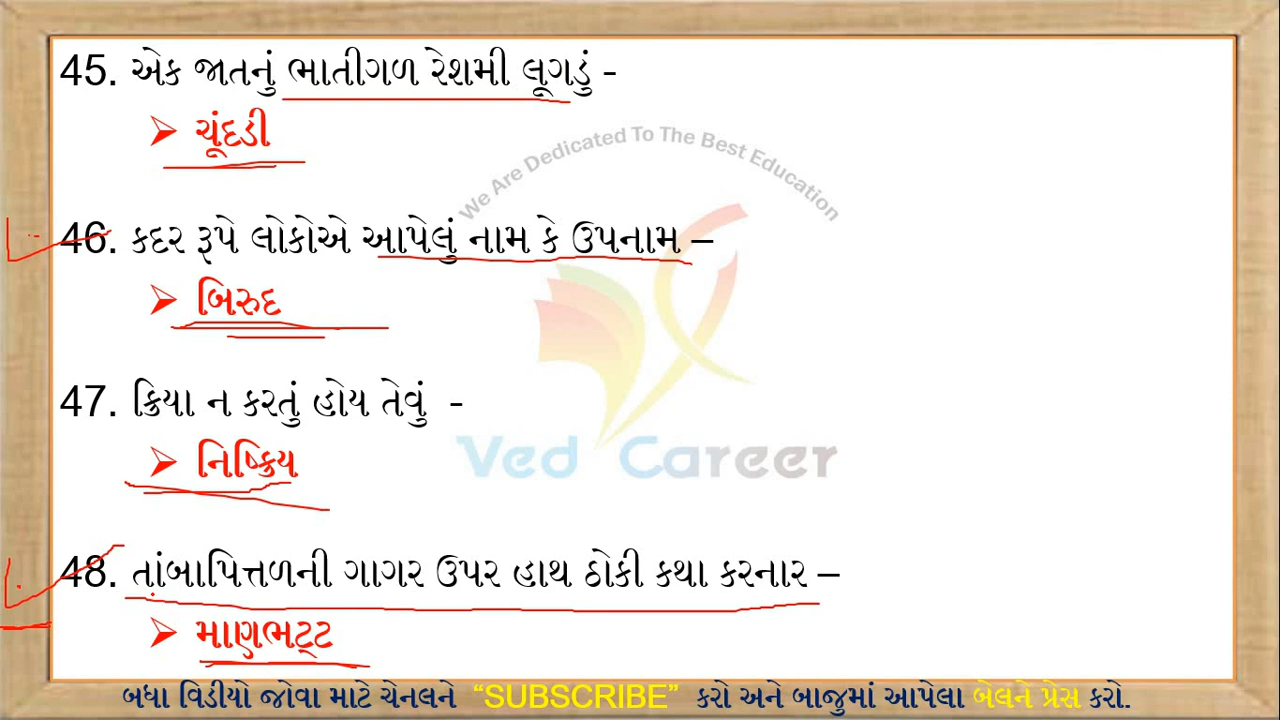 45. એક જાતનું ભાતીગળ રેશમી લૂગડું -
➢ ચૂંદડી
We Are Dedicated To The Best Education
46. કદર રૂપે લોકોએ આપેલું નામ કે ઉપનામ –
➢ બિરુદ
47. ક્રિયા ન કરતું હોય તેવું -
➢ નિષ્ક્રિય
Ved Career
48. તાંબાપિત્તળની ગાગર ઉપર હાથ ઠોકી કથા કરનાર –
➢ માણભટ્ટ
બધા વિડીયો જોવા માટે ચેનલને “SUBSCRIBE” કરો અને બાજુમાં આપેલા બેલને પ્રેસ કરો.